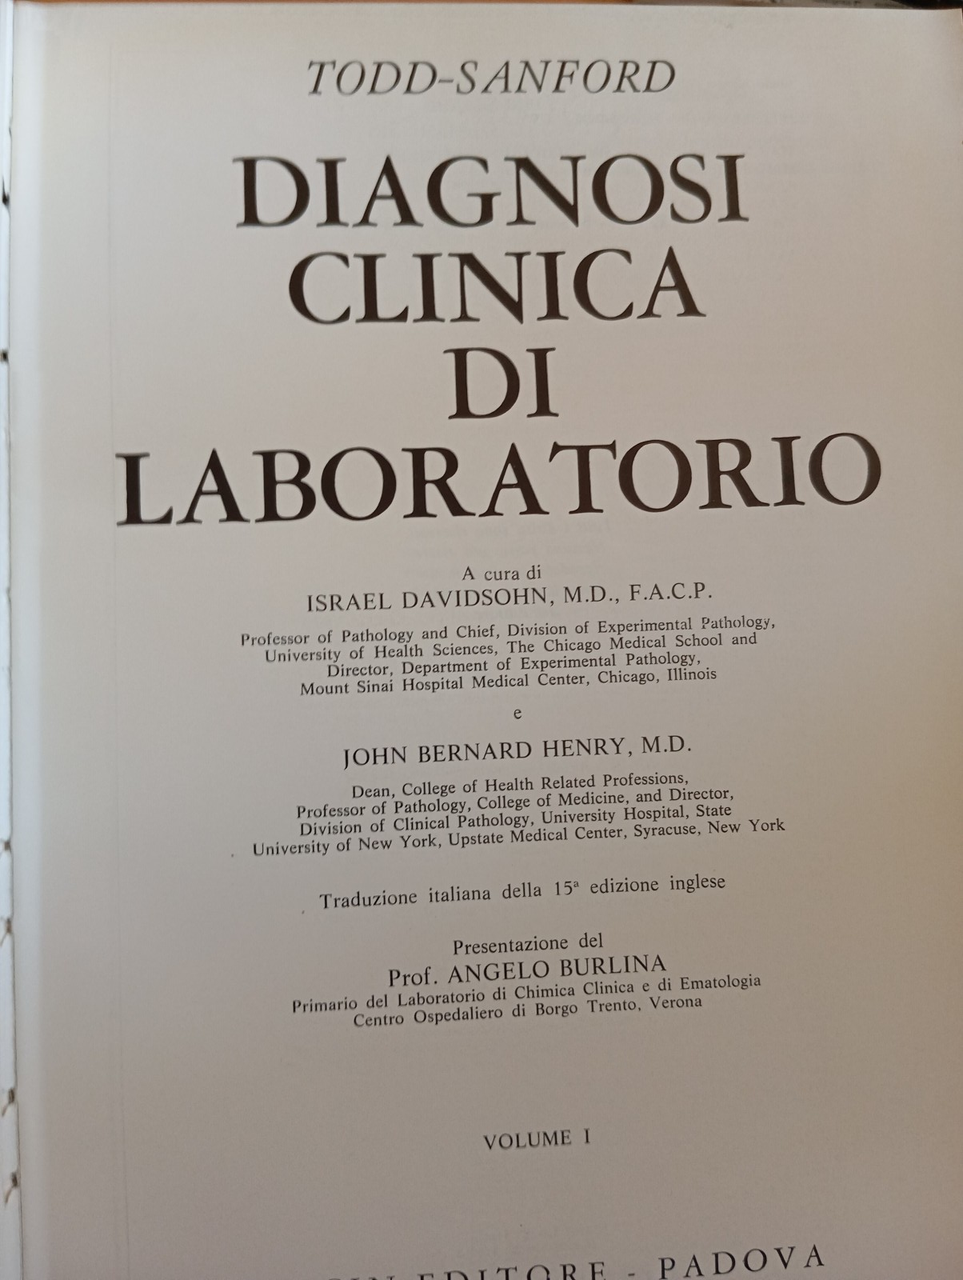 TODD-SANFORD
DIAGNOSI
CLINICA
DI
LABORATORIO
A cura di
ISRAEL DAVIDSOHN, M.D., F.A.C.P.
Professor of Pathology and Chief, Division of Experimental Pathology,
University of Health Sciences, The Chicago Medical School and
Director, Department of Experimental Pathology,
Mount Sinai Hospital Medical Center, Chicago, Illinois
e
JOHN BERNARD HENRY, M.D.
Dean, College of Health Related Professions,
Professor of Pathology, College of Medicine, and Director,
Division of Clinical Pathology, University Hospital, State
University of New York, Upstate Medical Center, Syracuse, New York
Traduzione italiana della 15ª edizione inglese
Presentazione del
Prof. ANGELO BURLINA
Primario del Laboratorio di Chimica Clinica e di Ematologia
Centro Ospedaliero di Borgo Trento, Verona
VOLUME I
EDITORE - PADOVA